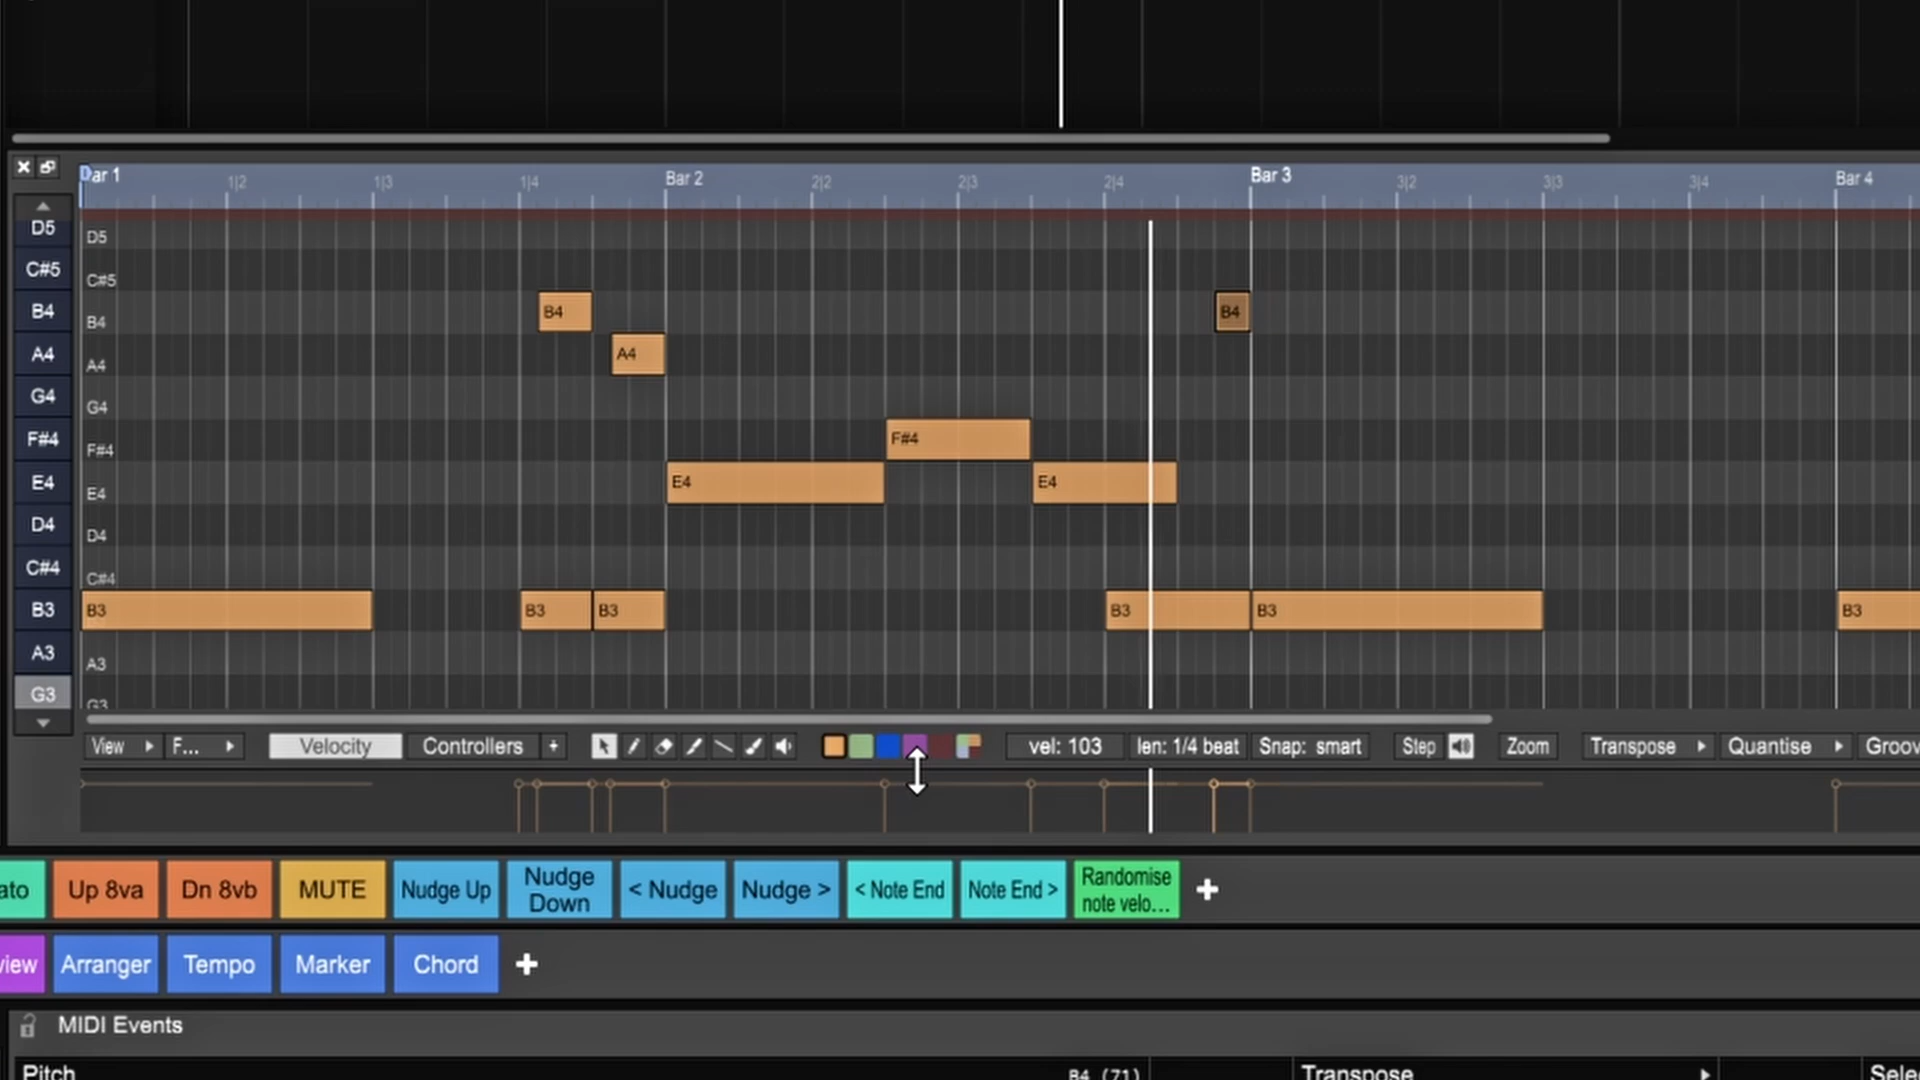 Bar 1 1|2 1|3 1|4 Bar 2 2|2 2|3 2|4 Bar 3 3|2 3|3 3|4 Bar 4
D5 D5
C#5 C#5
B4 B4 B4 B4
A4 A4 A4
G4 G4
F#4 F#4 F#4
E4 E4 E4 E4
D4 D4
C#4 C#4
B3 B3 B3 B3 B3 B3 B3
A3 A3
G3 G3
View F... Velocity Controllers + vel: 103 len: 1/4 beat Snap: smart Step Zoom Transpose Quantise Groov
ato Up 8va Dn 8vb MUTE Nudge Up Nudge Down < Nudge Nudge > < Note End Note End > Randomise note velo... +
view Arranger Tempo Marker Chord +
MIDI Events
Pitch B4 (71) Transpose Sele